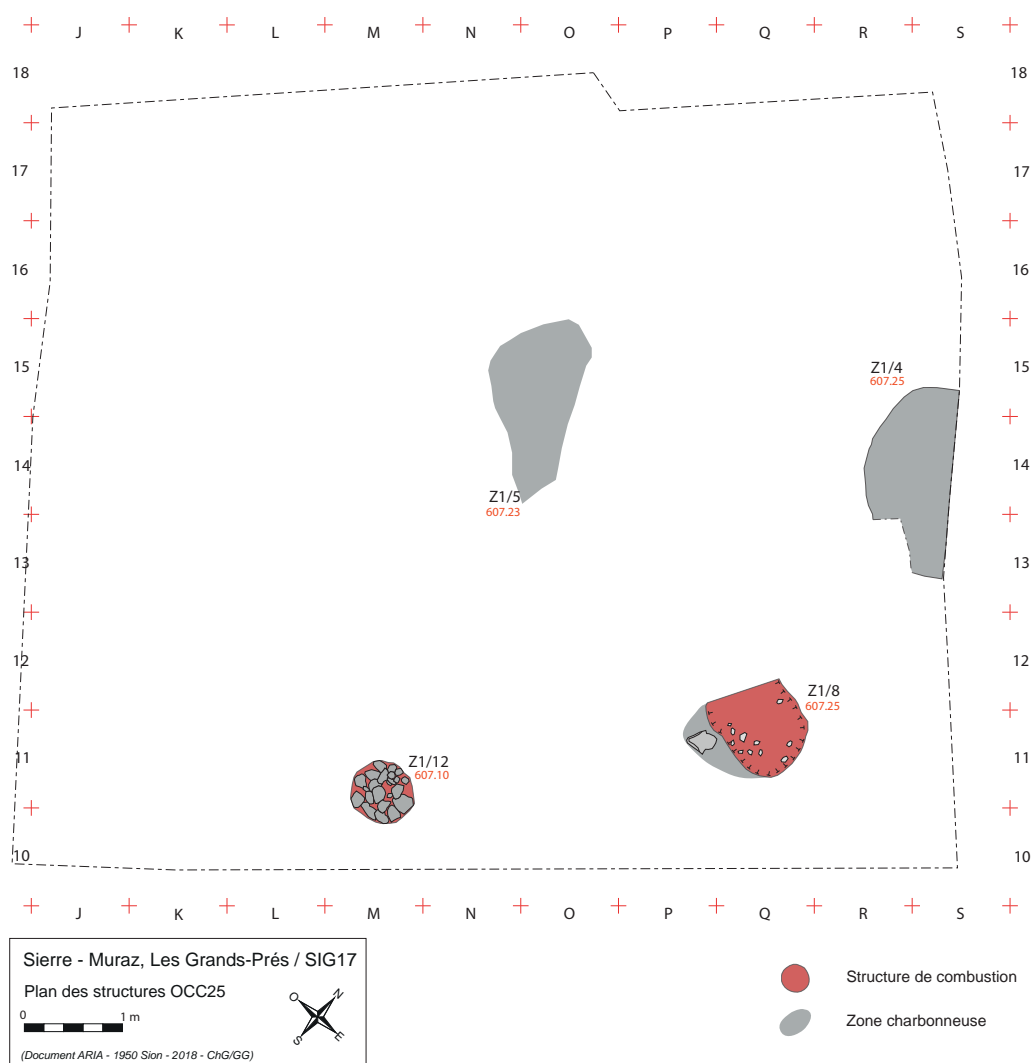 J K L M N O P Q R S
18 18
17 17
16 16
15 15
Z1/4
607.25
14 14
Z1/5
607.23
13 13
12 12
Z1/8
607.25
11 11
Z1/12
607.10
10 10
J K L M N O P Q R S
Sierre - Muraz, Les Grands-Prés / SIG17
Plan des structures OCC25
0 1 m
O N
S E
(Document ARIA - 1950 Sion - 2018 - ChG/GG)
Structure de combustion
Zone charbonneuse